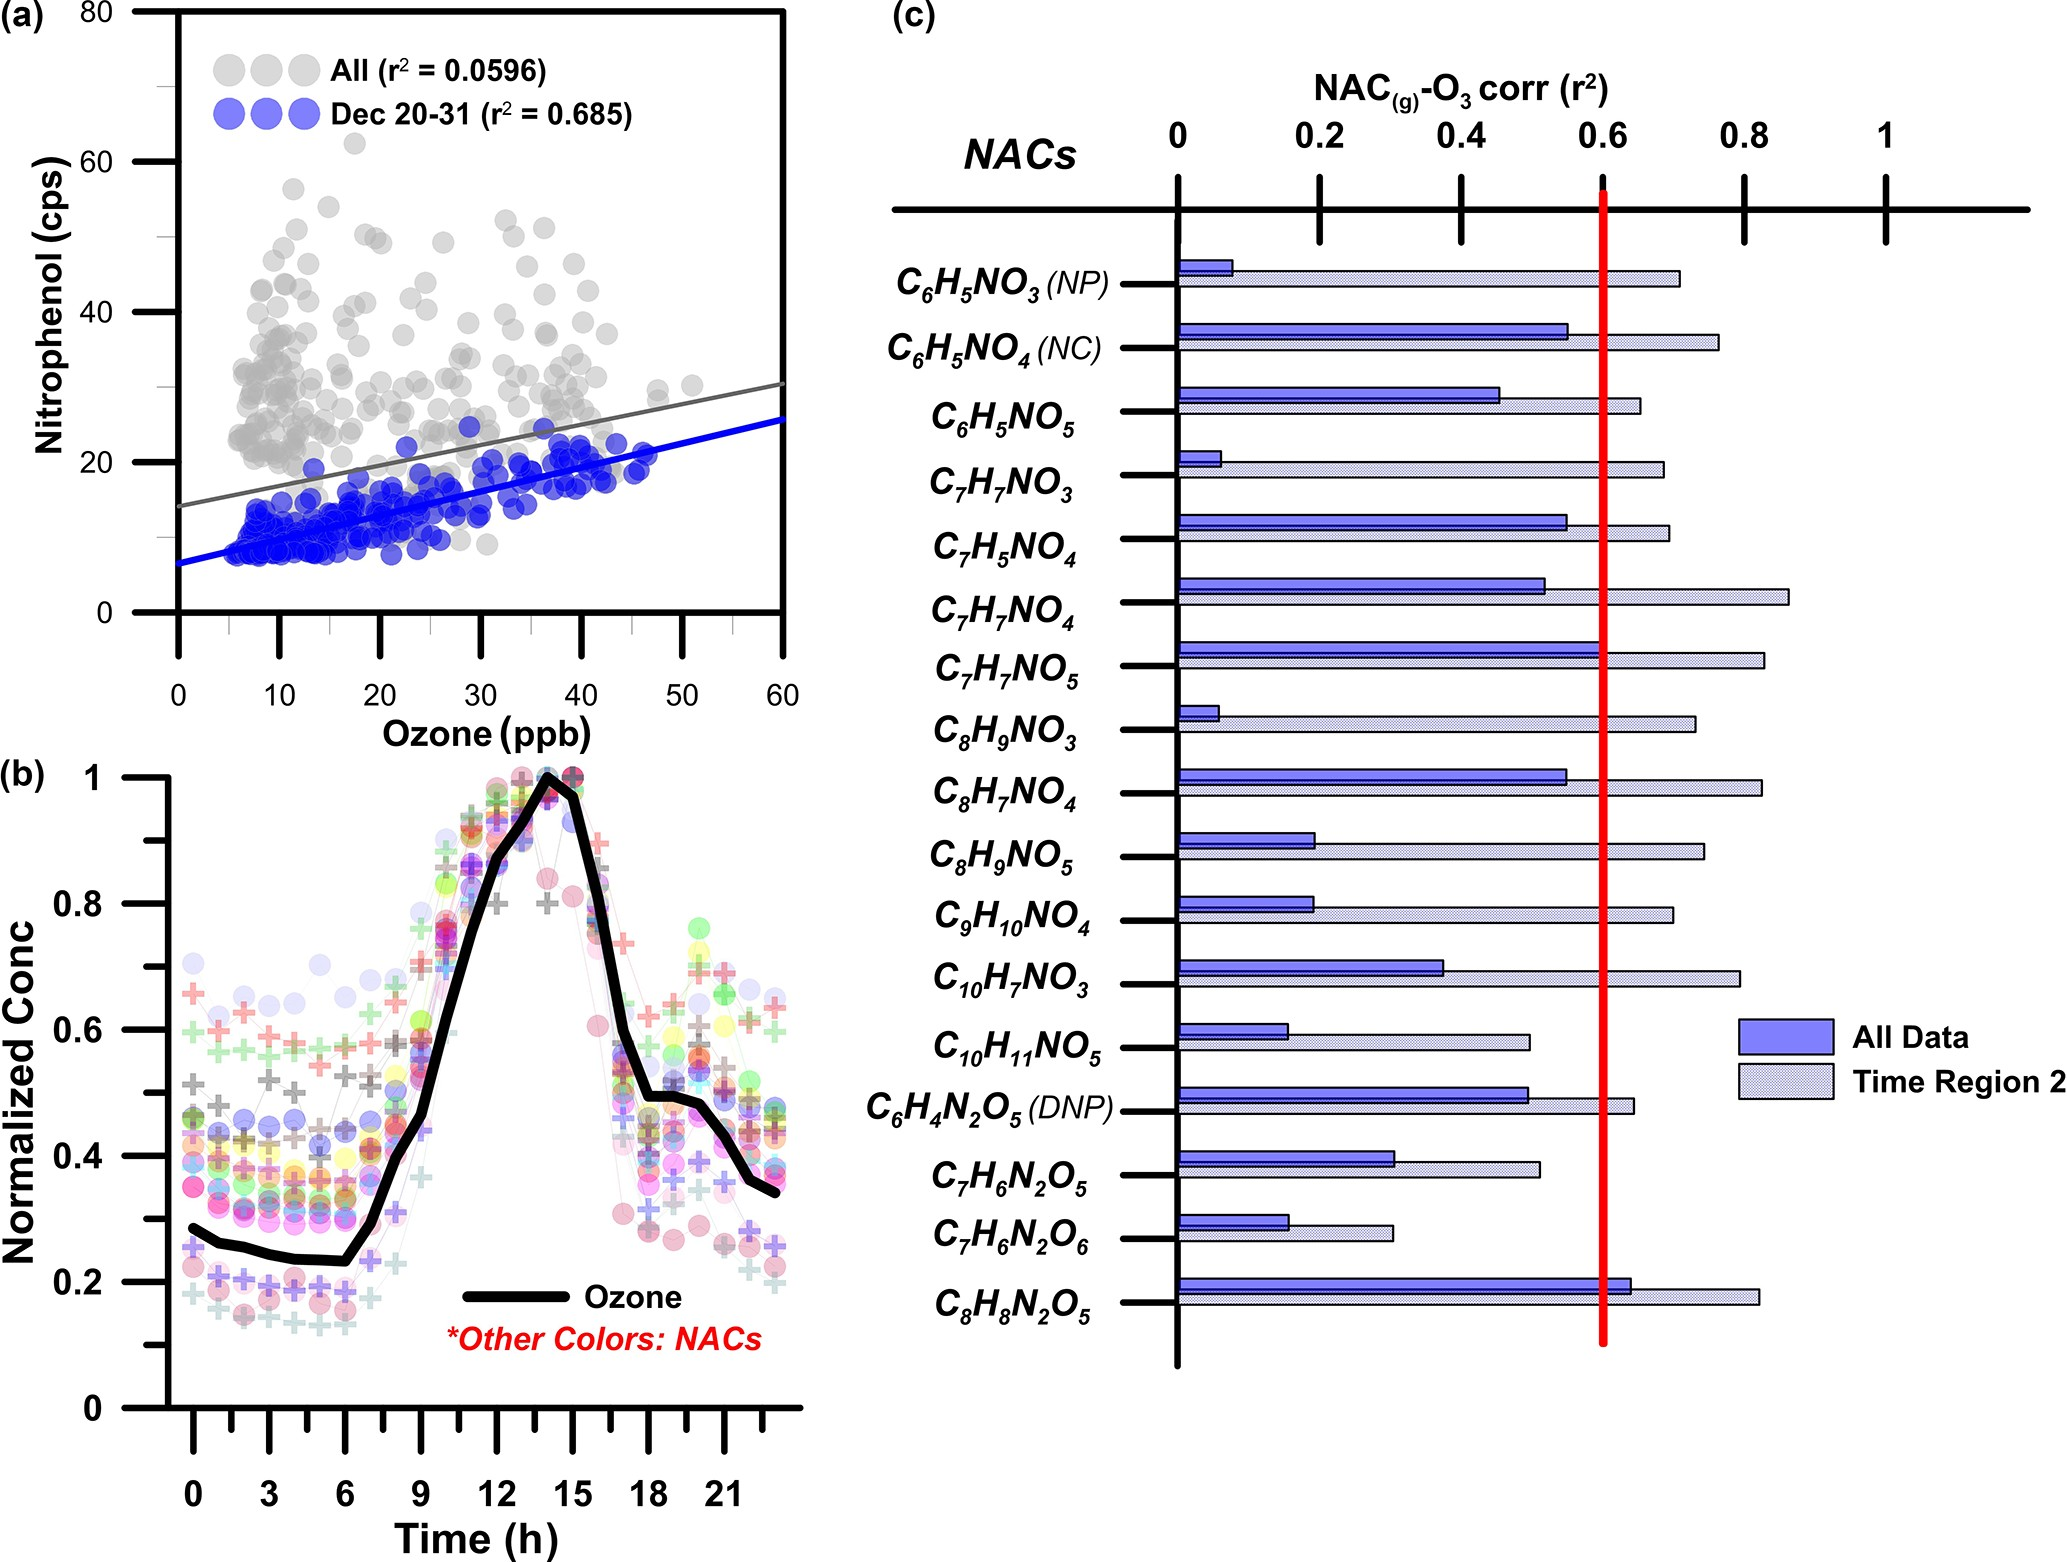 (a)
80
60
40
20
0
Nitrophenol (cps)
All (r² = 0.0596)
Dec 20-31 (r² = 0.685)
0 10 20 30 40 50 60
Ozone (ppb)
(b)
1
0.8
0.6
0.4
0.2
0
Normalized Conc
Ozone
*Other Colors: NACs
0 3 6 9 12 15 18 21
Time (h)
(c)
NAC(g)-O₃ corr (r²)
NACs
0 0.2 0.4 0.6 0.8 1
C₆H₅NO₃ (NP)
C₆H₅NO₄ (NC)
C₆H₅NO₅
C₇H₇NO₃
C₇H₅NO₄
C₇H₇NO₄
C₇H₇NO₅
C₈H₉NO₃
C₈H₇NO₄
C₈H₉NO₅
C₉H₁₀NO₄
C₁₀H₇NO₃
C₁₀H₁₁NO₅
C₆H₄N₂O₅ (DNP)
C₇H₆N₂O₅
C₇H₆N₂O₆
C₈H₈N₂O₅
All Data
Time Region 2